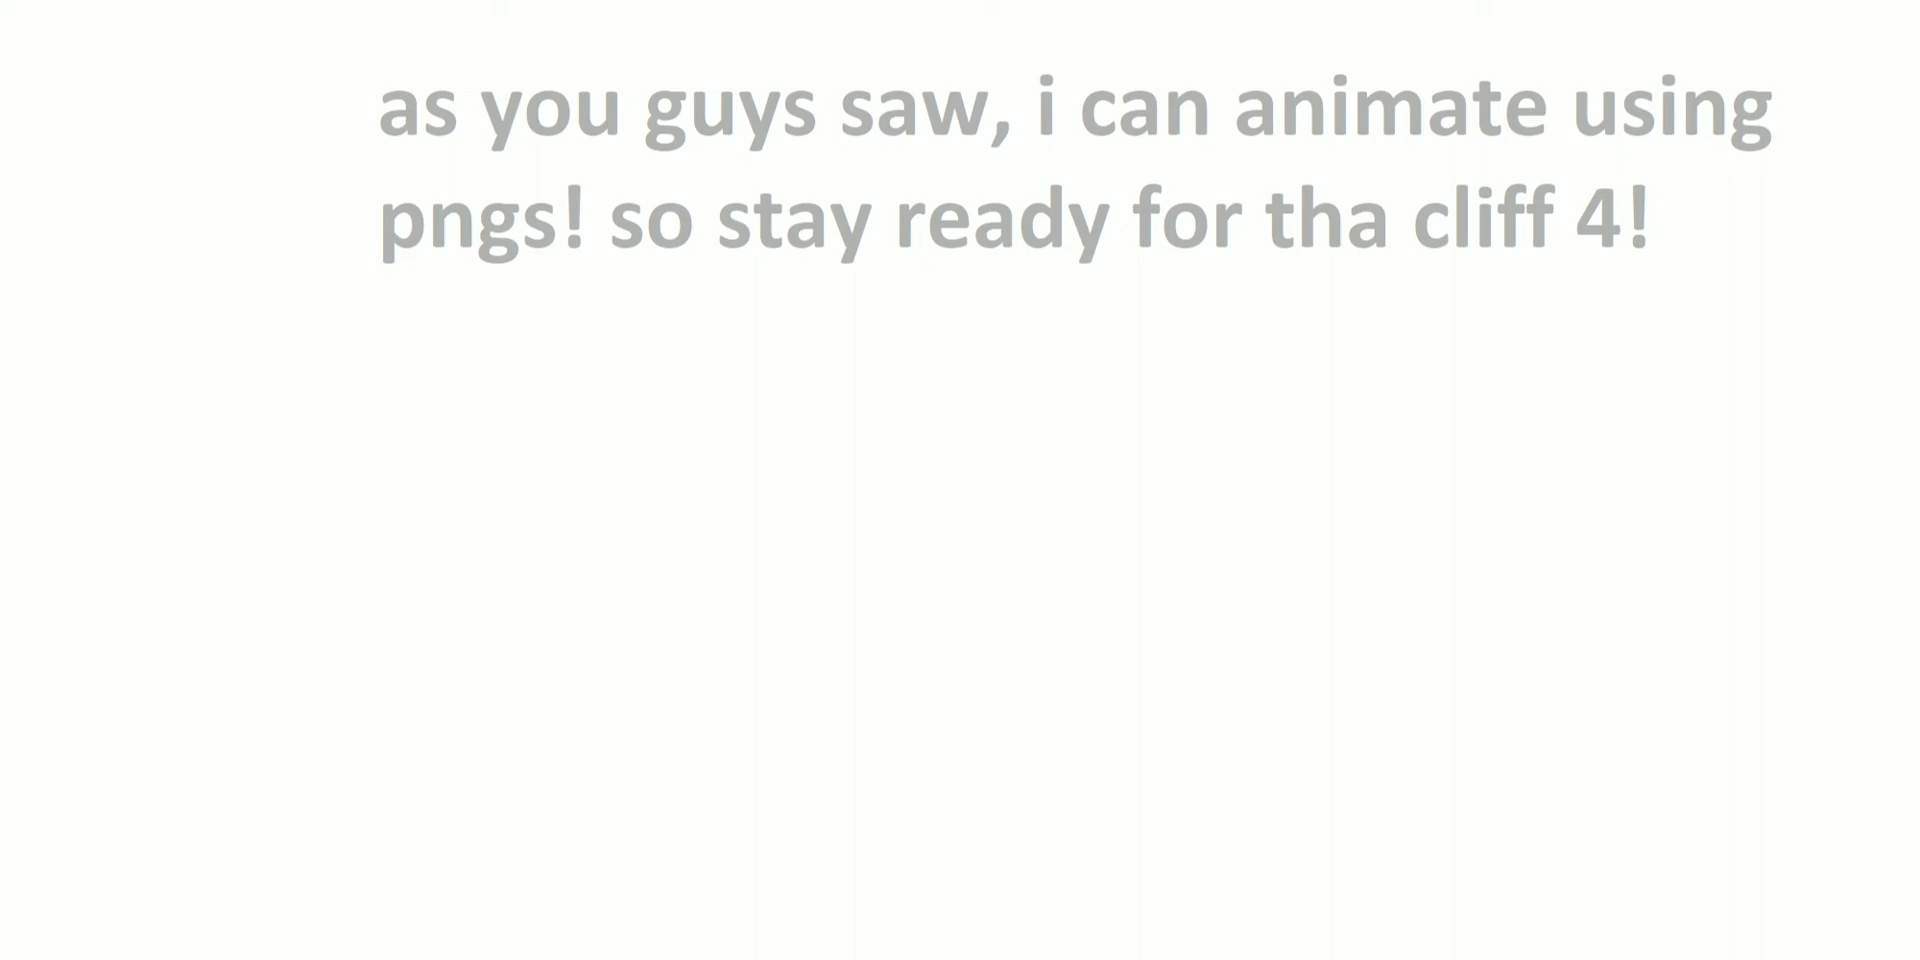 as you guys saw, i can animate using
pngs! so stay ready for tha cliff 4!